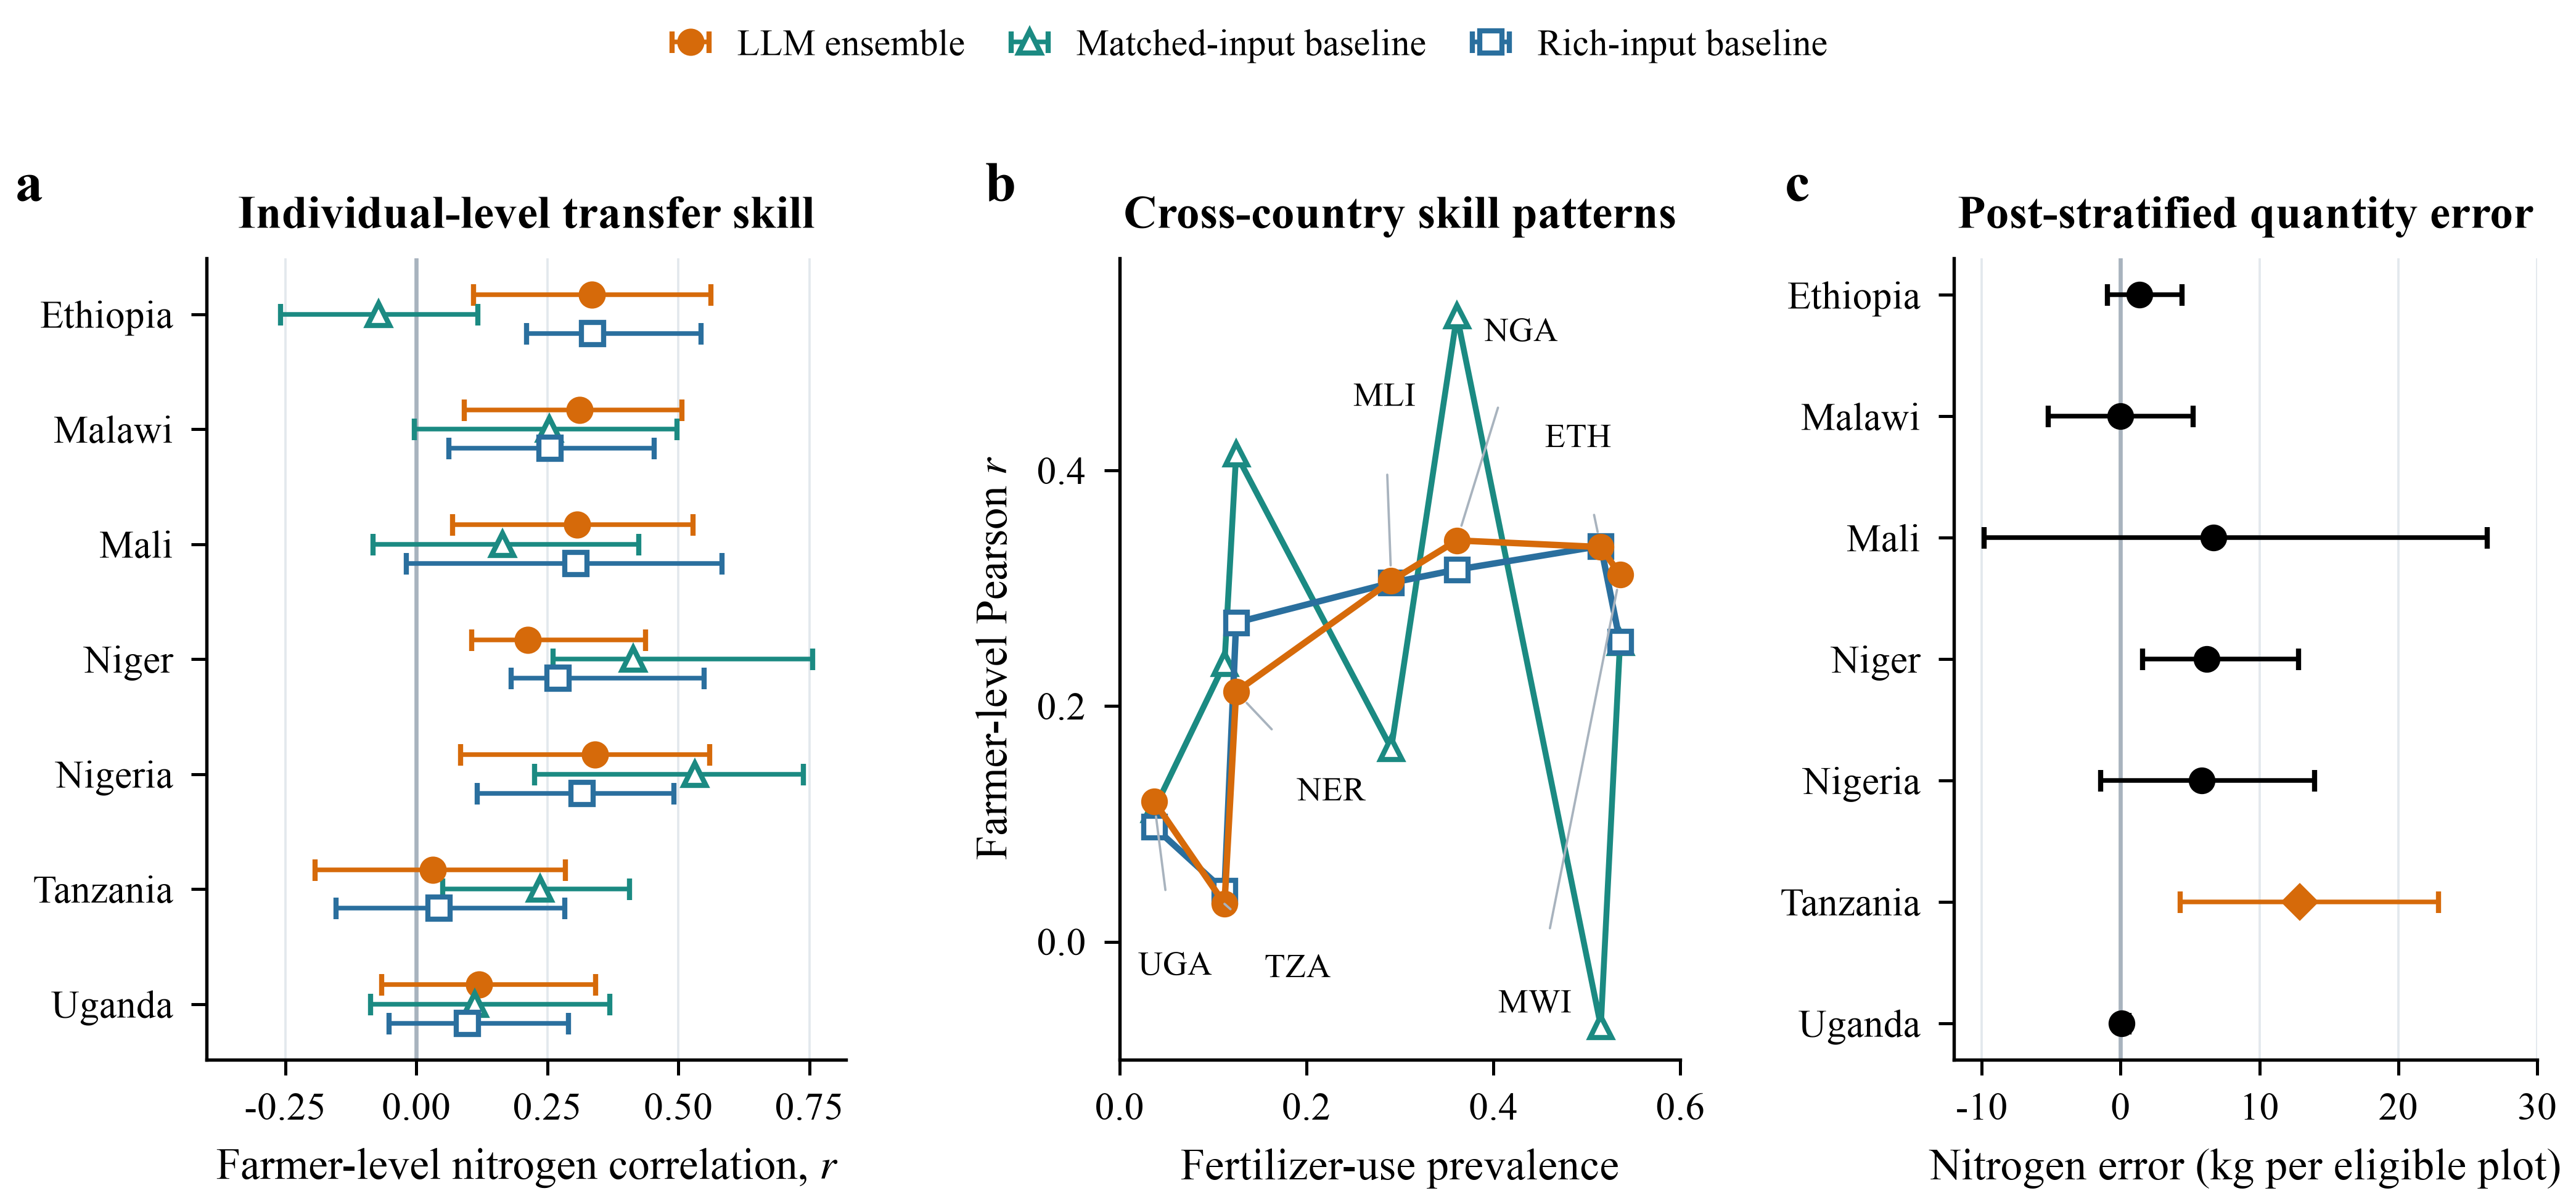 LLM ensemble
Matched-input baseline
Rich-input baseline
a
Individual-level transfer skill
Ethiopia
Malawi
Mali
Niger
Nigeria
Tanzania
Uganda
-0.25
0.00
0.25
0.50
0.75
Farmer-level nitrogen correlation, r
b
Cross-country skill patterns
Farmer-level Pearson r
0.4
0.2
0.0
NGA
MLI
ETH
NER
UGA
TZA
MWI
0.0
0.2
0.4
0.6
Fertilizer-use prevalence
c
Post-stratified quantity error
Ethiopia
Malawi
Mali
Niger
Nigeria
Tanzania
Uganda
-10
0
10
20
30
Nitrogen error (kg per eligible plot)